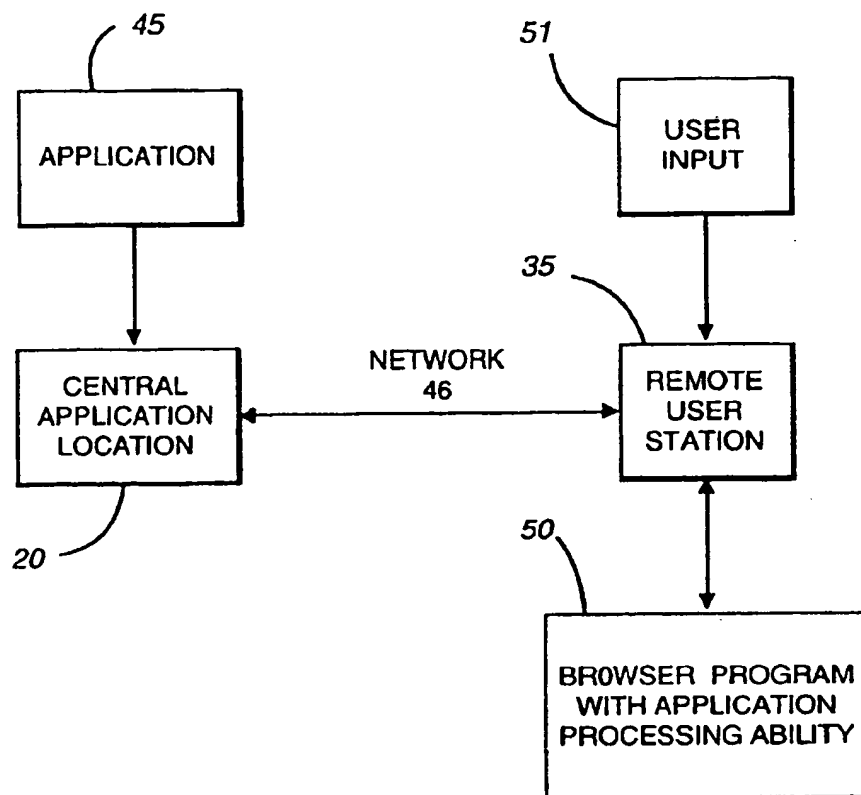 45
51
APPLICATION
USER
INPUT
35
NETWORK
46
CENTRAL
APPLICATION
LOCATION
REMOTE
USER
STATION
20
50
BROWSER PROGRAM
WITH APPLICATION
PROCESSING ABILITY